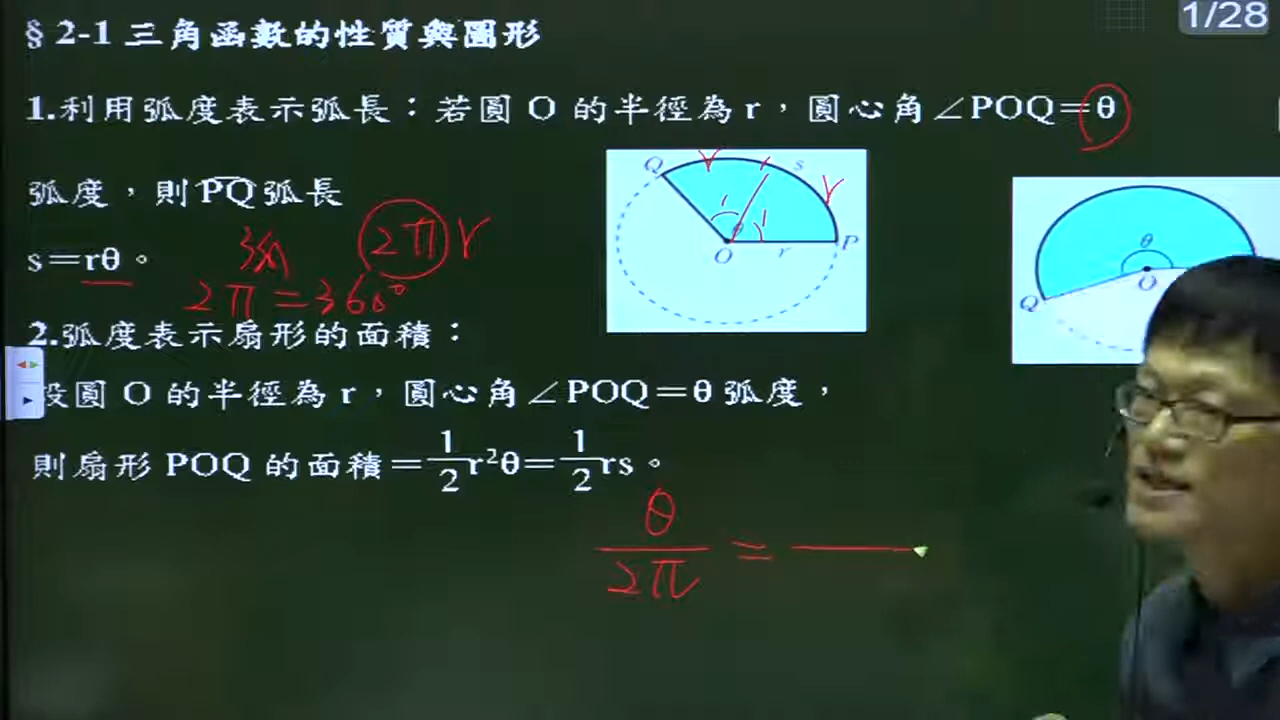 § 2-1 三角函數的性質與圖形
1/28
1.利用弧度表示弧長：若圓 O 的半徑為 r，圓心角∠POQ＝θ
弧度，則PQ弧長
s＝rθ。
2π r
2π = 360°
Q
s
1
1
θ
O
r
P
θ
O
Q
2.弧度表示扇形的面積：
設圓 O 的半徑為 r，圓心角∠POQ＝θ 弧度，
則扇形 POQ 的面積＝1/2 r²θ＝1/2 rs。
θ/2π =